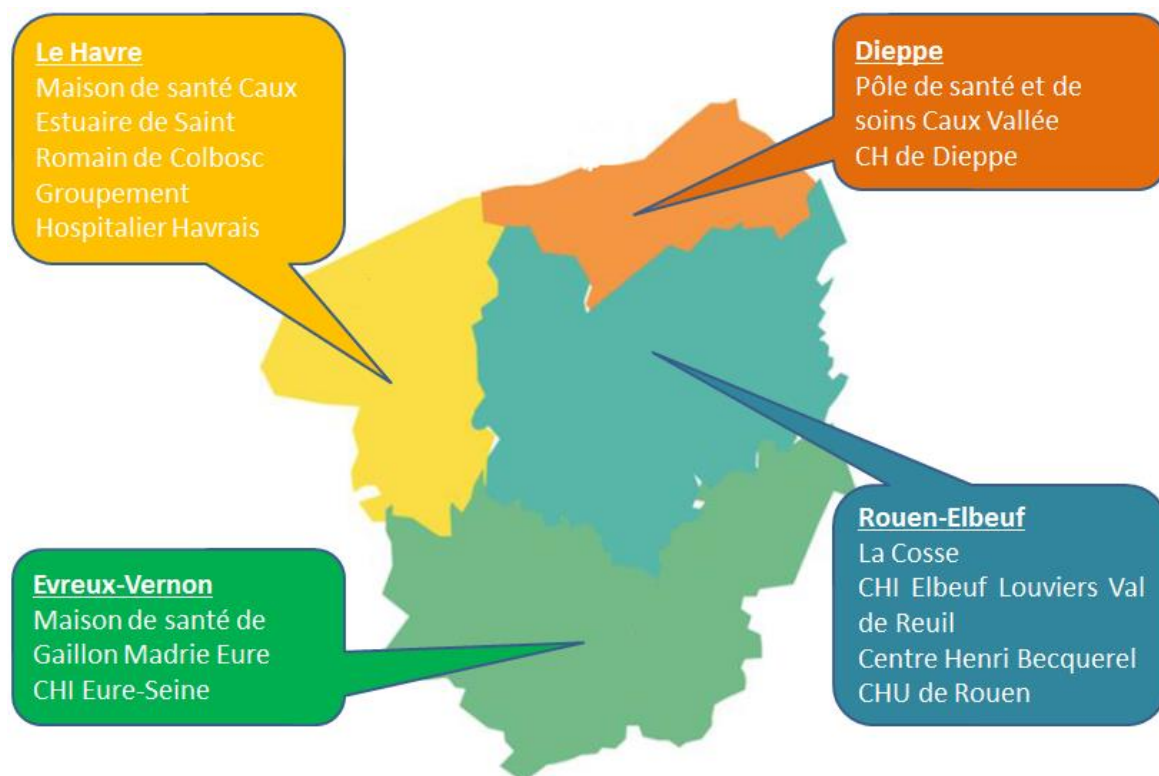 Le Havre
Maison de santé Caux
Estuaire de Saint
Romain de Colbosc
Groupement
Hospitalier Havrais
Dieppe
Pôle de santé et de
soins Caux Vallée
CH de Dieppe
Evreux-Vernon
Maison de santé de
Gaillon Madrie Eure
CHI Eure-Seine
Rouen-Elbeuf
La Cosse
CHI Elbeuf Louviers Val
de Reuil
Centre Henri Becquerel
CHU de Rouen